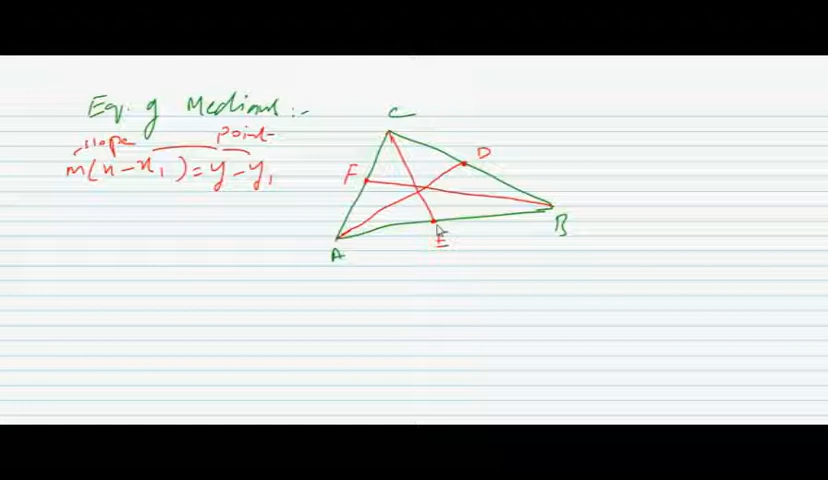 Eq. of Medians :-
slope point
m(x-x₁) = y-y₁
C
D
F
B
E
A